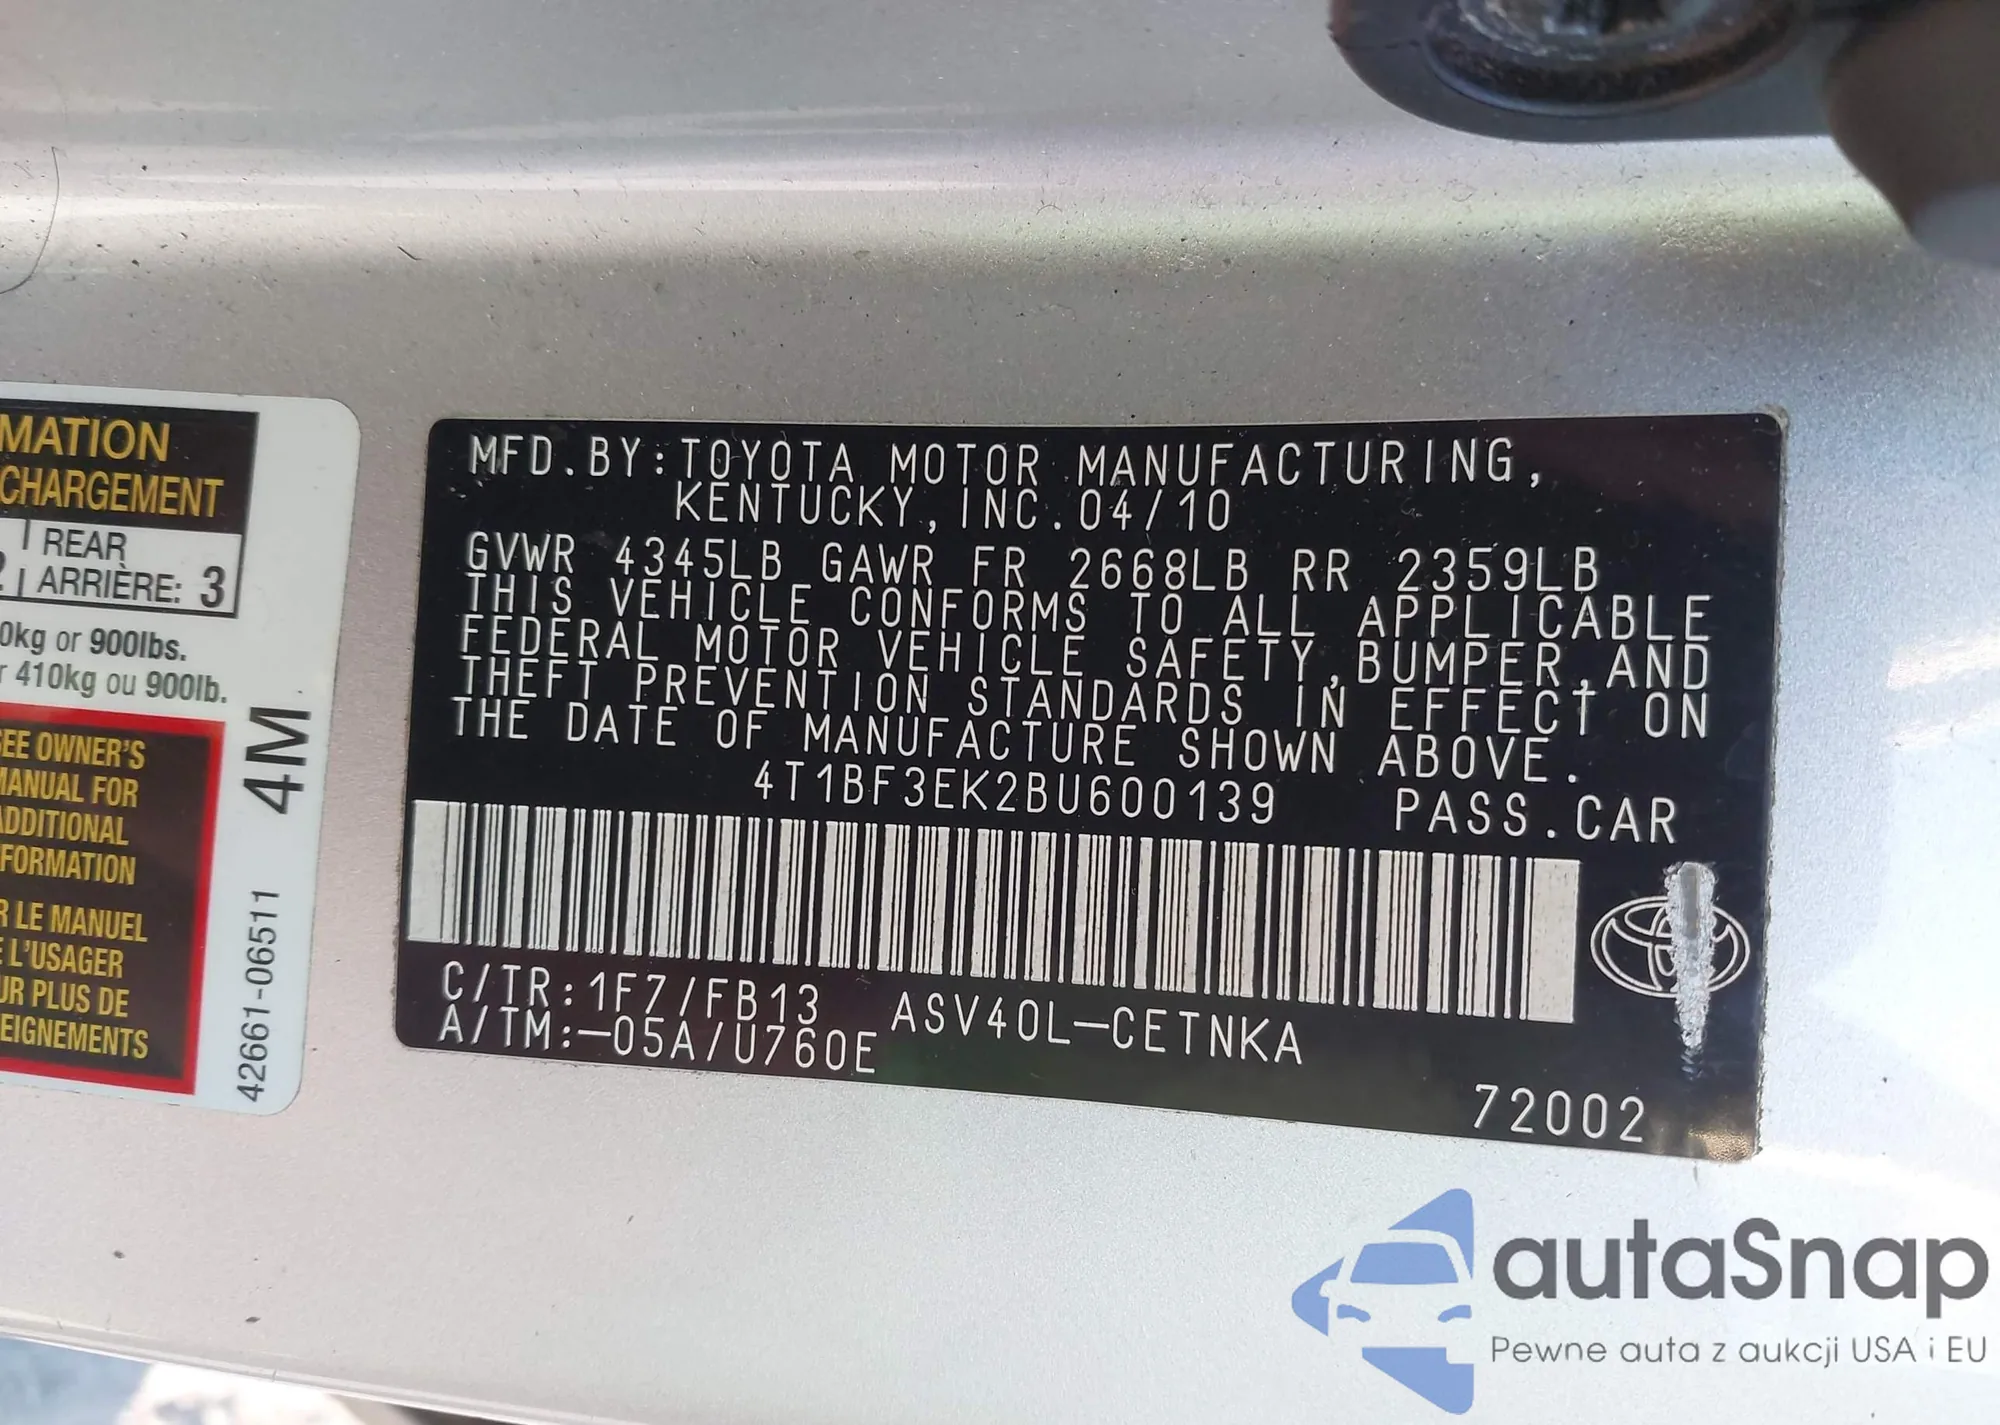 MATION
CHARGEMENT
REAR
ARRIÈRE: 3
0kg or 900lbs.
r 410kg ou 900lb.
SEE OWNER'S
MANUAL FOR
ADDITIONAL
FORMATION
R LE MANUEL
E L'USAGER
UR PLUS DE
EIGNEMENTS
4M
42661-06511
MFD.BY:TOYOTA MOTOR MANUFACTURING,
KENTUCKY,INC.04/10
GVWR 4345LB GAWR FR 2668LB RR 2359LB
THIS VEHICLE CONFORMS TO ALL APPLICABLE
FEDERAL MOTOR VEHICLE SAFETY,BUMPER,AND
THEFT PREVENTION STANDARDS IN EFFECT ON
THE DATE OF MANUFACTURE SHOWN ABOVE.
4T1BF3EK2BU600139 PASS.CAR
C/TR:1F7/FB13 ASV40L-CETNKA
A/TM:-05A/U760E
72002
autaSnap
Pewne auta z aukcji USA i EU